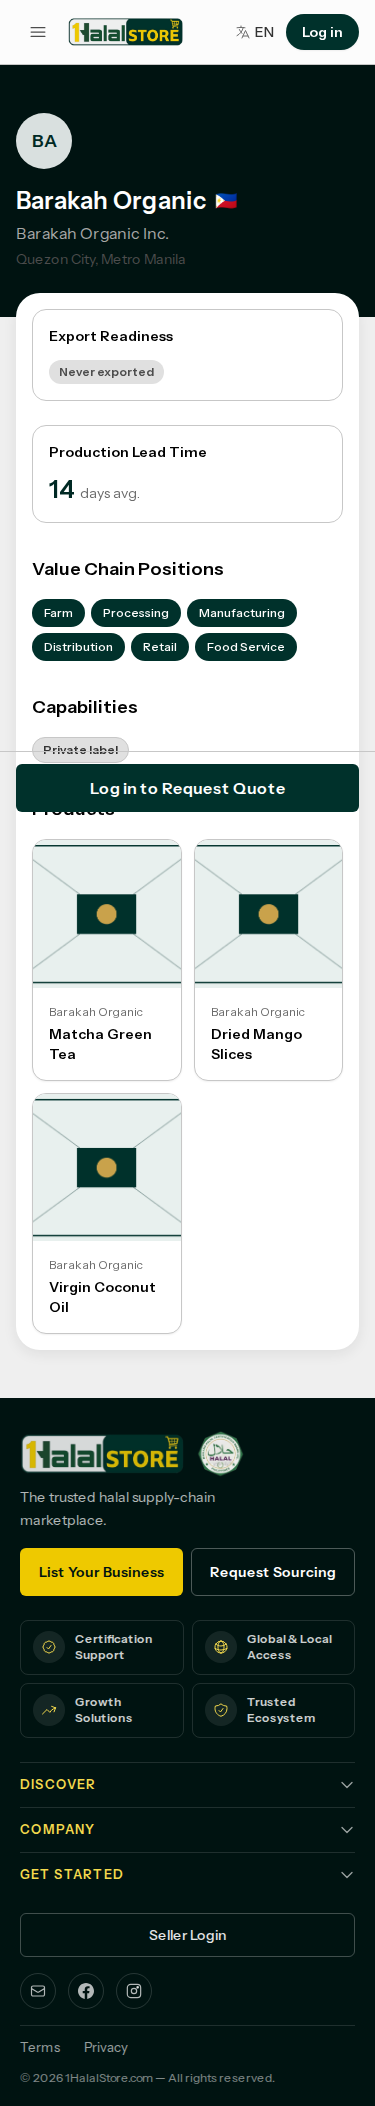 1HalalSTORE
EN
Log in
BA
Barakah Organic 🇵🇭
Barakah Organic Inc.
Quezon City, Metro Manila
Export Readiness
Never exported
Production Lead Time
14 days avg.
Value Chain Positions
Farm
Processing
Manufacturing
Distribution
Retail
Food Service
Capabilities
Private label
Log in to Request Quote
Products
Barakah Organic
Matcha Green
Tea
Barakah Organic
Dried Mango
Slices
Barakah Organic
Virgin Coconut
Oil
1HalalSTORE
حلال
HALAL
The trusted halal supply-chain
marketplace.
List Your Business
Request Sourcing
Certification
Support
Global & Local
Access
Growth
Solutions
Trusted
Ecosystem
DISCOVER
COMPANY
GET STARTED
Seller Login
Terms
Privacy
© 2026 1HalalStore.com — All rights reserved.